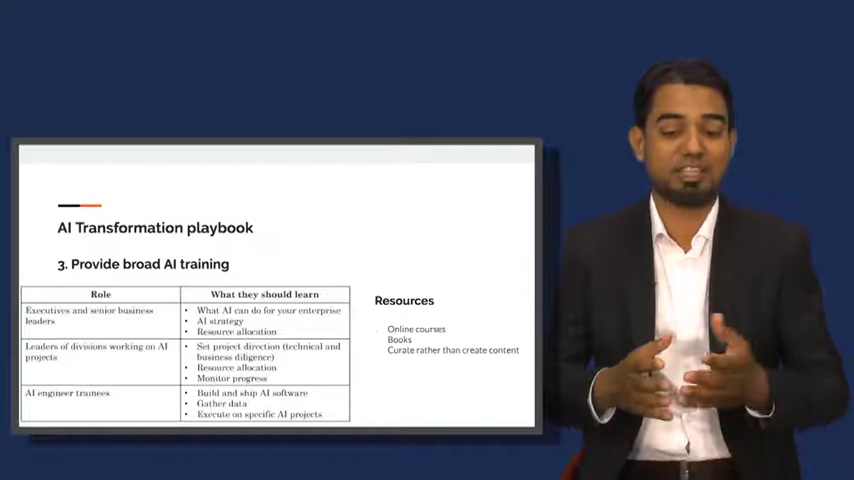 AI Transformation playbook
3. Provide broad AI training
Role
What they should learn
Executives and senior business
leaders
• What AI can do for your enterprise
• AI strategy
• Resource allocation
Leaders of divisions working on AI
projects
• Set project direction (technical and
business diligence)
• Resource allocation
• Monitor progress
AI engineer trainees
• Build and ship AI software
• Gather data
• Execute on specific AI projects
Resources
Online courses
Books
Curate rather than create content